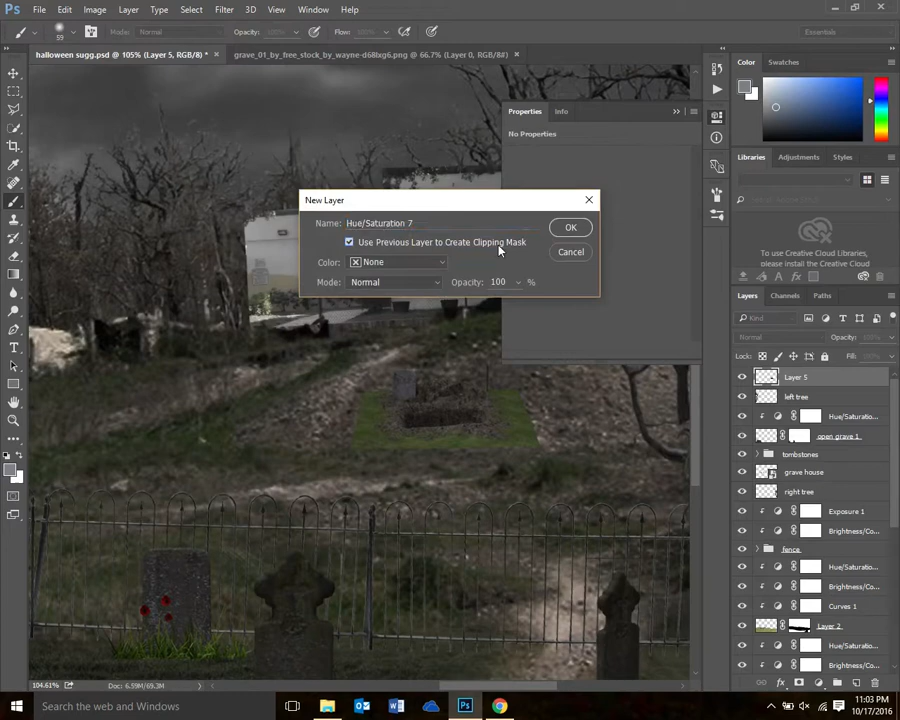 Ps File Edit Image Layer Type Select Filter 3D View Window Help
59 Mode: Normal Opacity: 100% Flow: 100% Essentials
halloween sugg.psd @ 105% (Layer 5, RGB/8) * × grave_01_by_free_stock_by_wayne-d68lxg6.png @ 66.7% (Layer 0, RGB/8#) ×
Color Swatches
Properties Info
No Properties
Libraries Adjustments Styles
New Layer
Name: Hue/Saturation 7
OK
Use Previous Layer to Create Clipping Mask
Cancel
Color: None
Mode: Normal Opacity: 100 %
To use Creative Cloud Libraries,
install the Creative Cloud
Layers Channels Paths
Kind
Normal Opacity: 100%
Lock: Fill: 100%
Layer 5
left tree
Hue/Saturatio...
open grave 1
tombstones
grave house
right tree
Exposure 1
Brightness/Co...
fence
Hue/Saturatio...
Brightness/Co...
Curves 1
Layer 2
Hue/Saturatio...
Brightness/Co...
104.61% Doc: 6.59M/69.3M
fx
Search the web and Windows
11:03 PM
10/17/2016